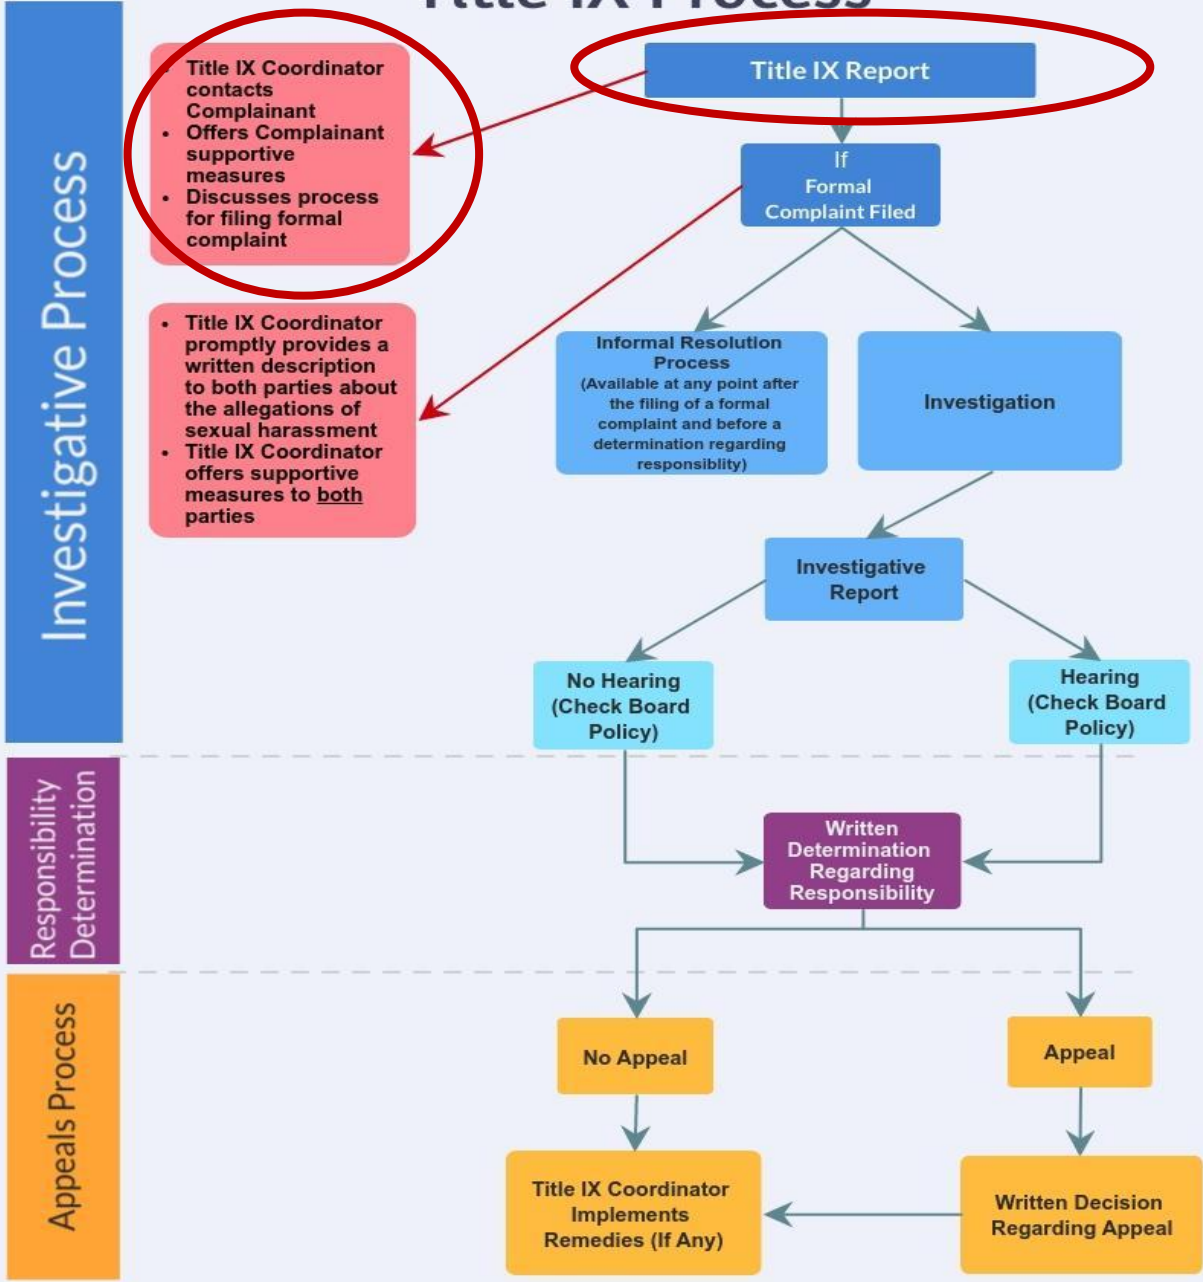 Title IX Process
Investigative Process
• Title IX Coordinator
contacts
Complainant
• Offers Complainant
supportive
measures
• Discusses process
for filing formal
complaint
Title IX Report
If
Formal
Complaint Filed
• Title IX Coordinator
promptly provides a
written description
to both parties about
the allegations of
sexual harassment
• Title IX Coordinator
offers supportive
measures to both
parties
Informal Resolution
Process
(Available at any point after
the filing of a formal
complaint and before a
determination regarding
responsiblity)
Investigation
Investigative
Report
No Hearing
(Check Board
Policy)
Hearing
(Check Board
Policy)
Responsibility
Determination
Written
Determination
Regarding
Responsibility
Appeals Process
No Appeal
Appeal
Title IX Coordinator
Implements
Remedies (If Any)
Written Decision
Regarding Appeal